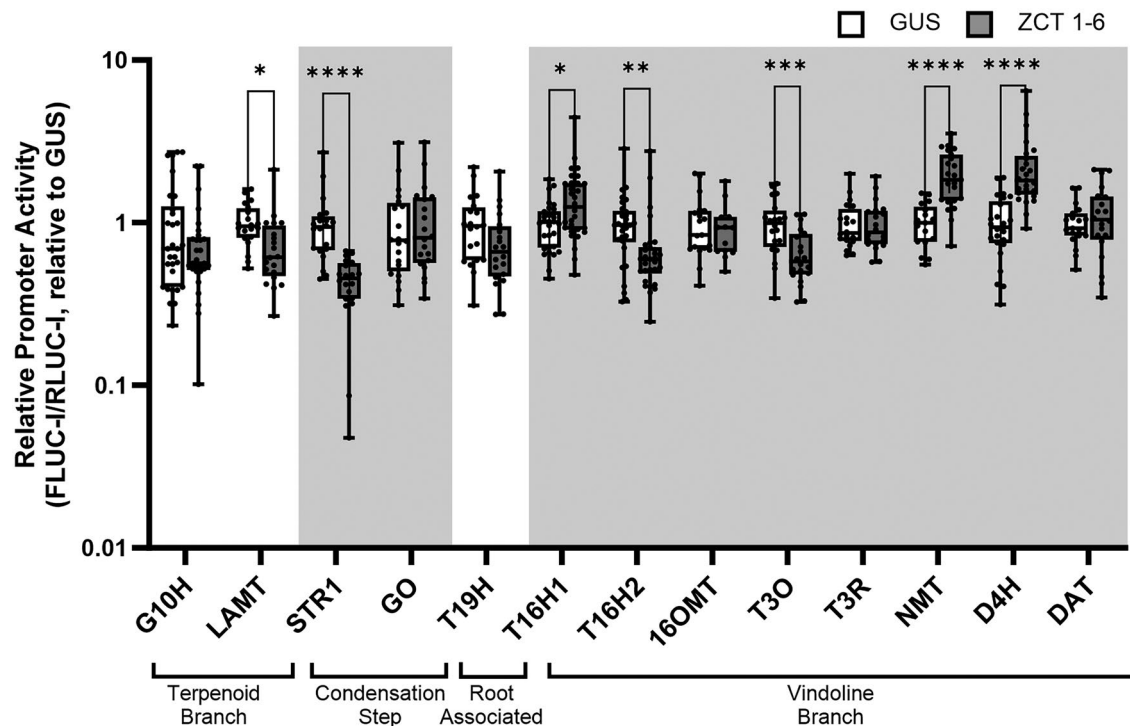 GUS ZCT 1-6
Relative Promoter Activity
(FLUC-I/RLUC-I, relative to GUS)
10
1
0.1
0.01
* **** * ** *** **** ****
G10H LAMT STR1 GO T19H T16H1 T16H2 16OMT T3O T3R NMT D4H DAT
Terpenoid Condensation Root Vindoline
Branch Step Associated Branch